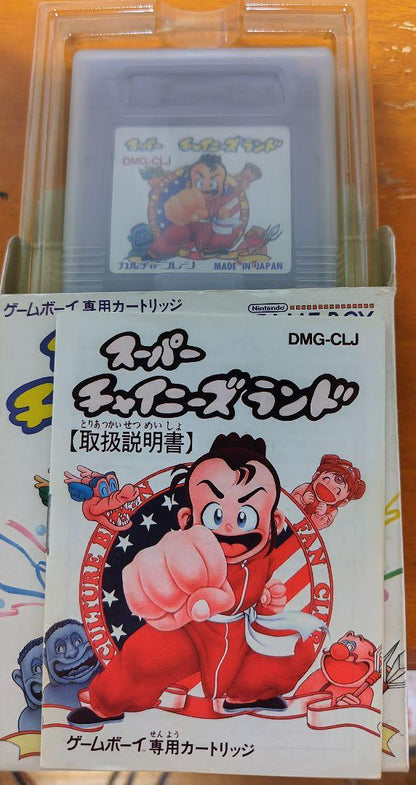 スーパー チャイニーズ ランド
DMG-CLJ
カルチャーブレーン MADE IN JAPAN
ゲームボーイ専用カートリッジ
Nintendo
GAME BOY
DMG-CLJ
スーパー
チャイニーズ ランド
とりあつかいせつめいしょ
【取扱説明書】
CULTURE B N FAN CLU
せんよう
ゲームボーイ専用カートリッジ